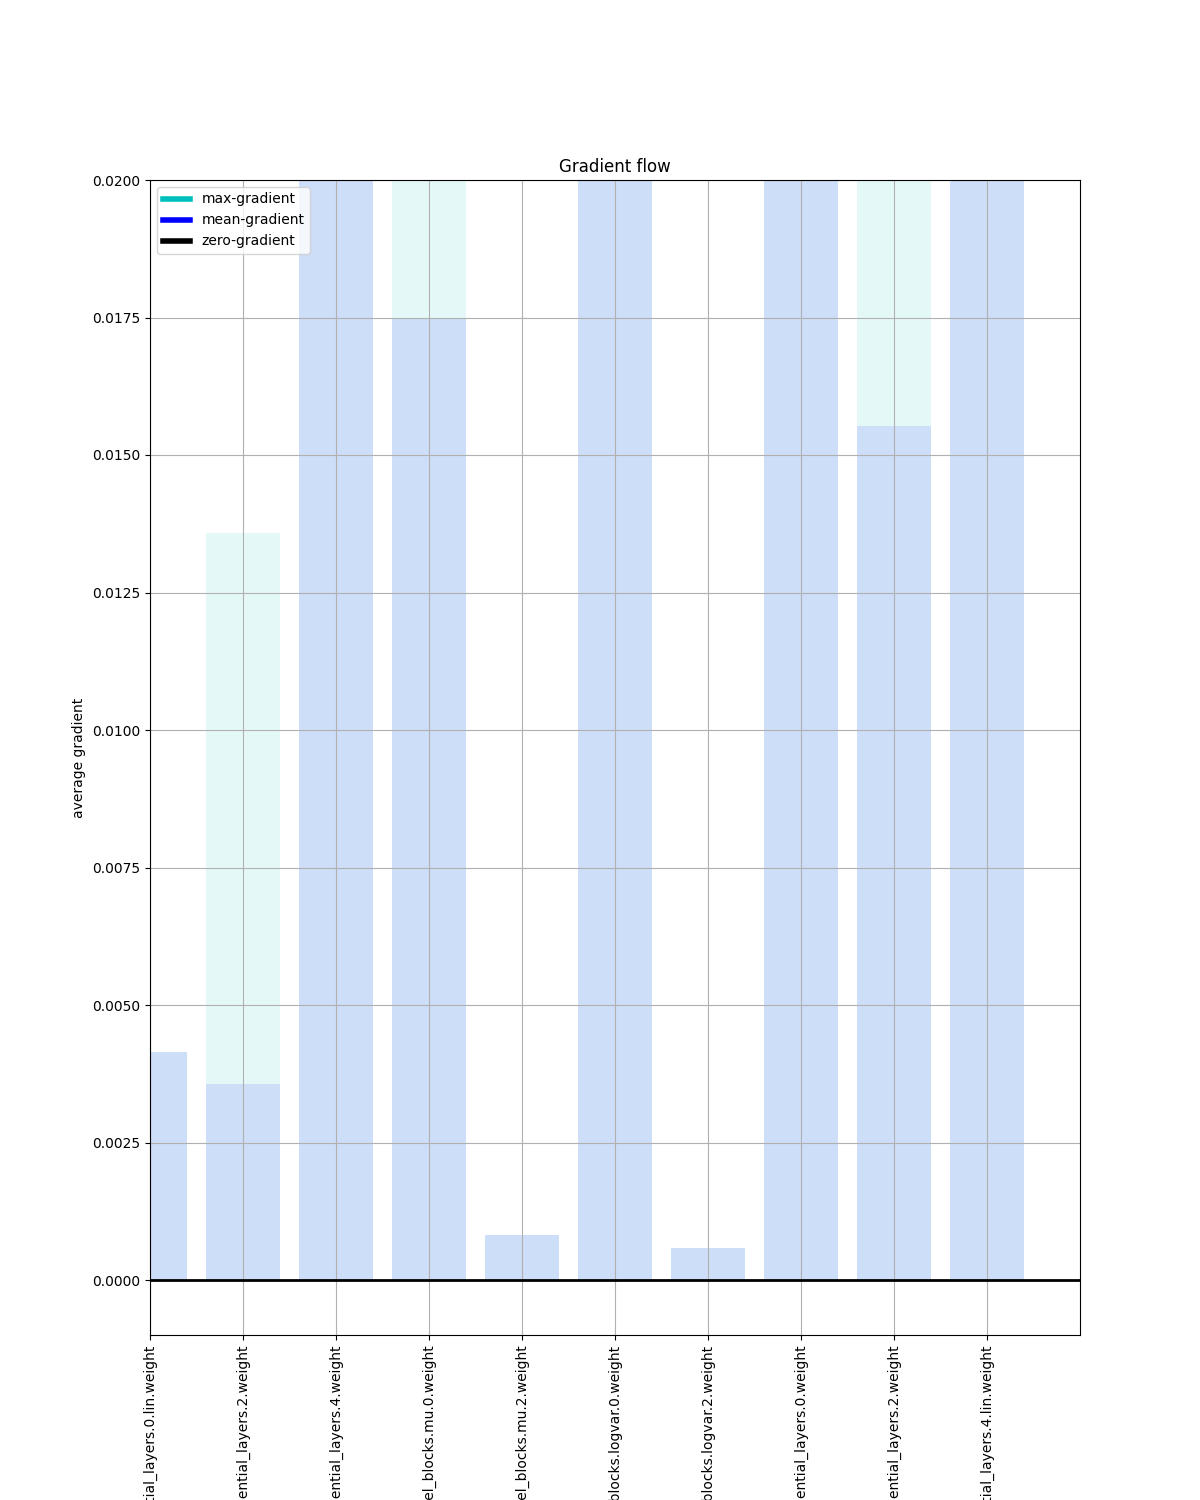 Gradient flow
max-gradient
mean-gradient
zero-gradient
0.0200
0.0175
0.0150
0.0125
0.0100
0.0075
0.0050
0.0025
0.0000
average gradient
tial_layers.0.lin.weight
ential_layers.2.weight
ential_layers.4.weight
el_blocks.mu.0.weight
el_blocks.mu.2.weight
blocks.logvar.0.weight
blocks.logvar.2.weight
ential_layers.0.weight
ential_layers.2.weight
tial_layers.4.lin.weight